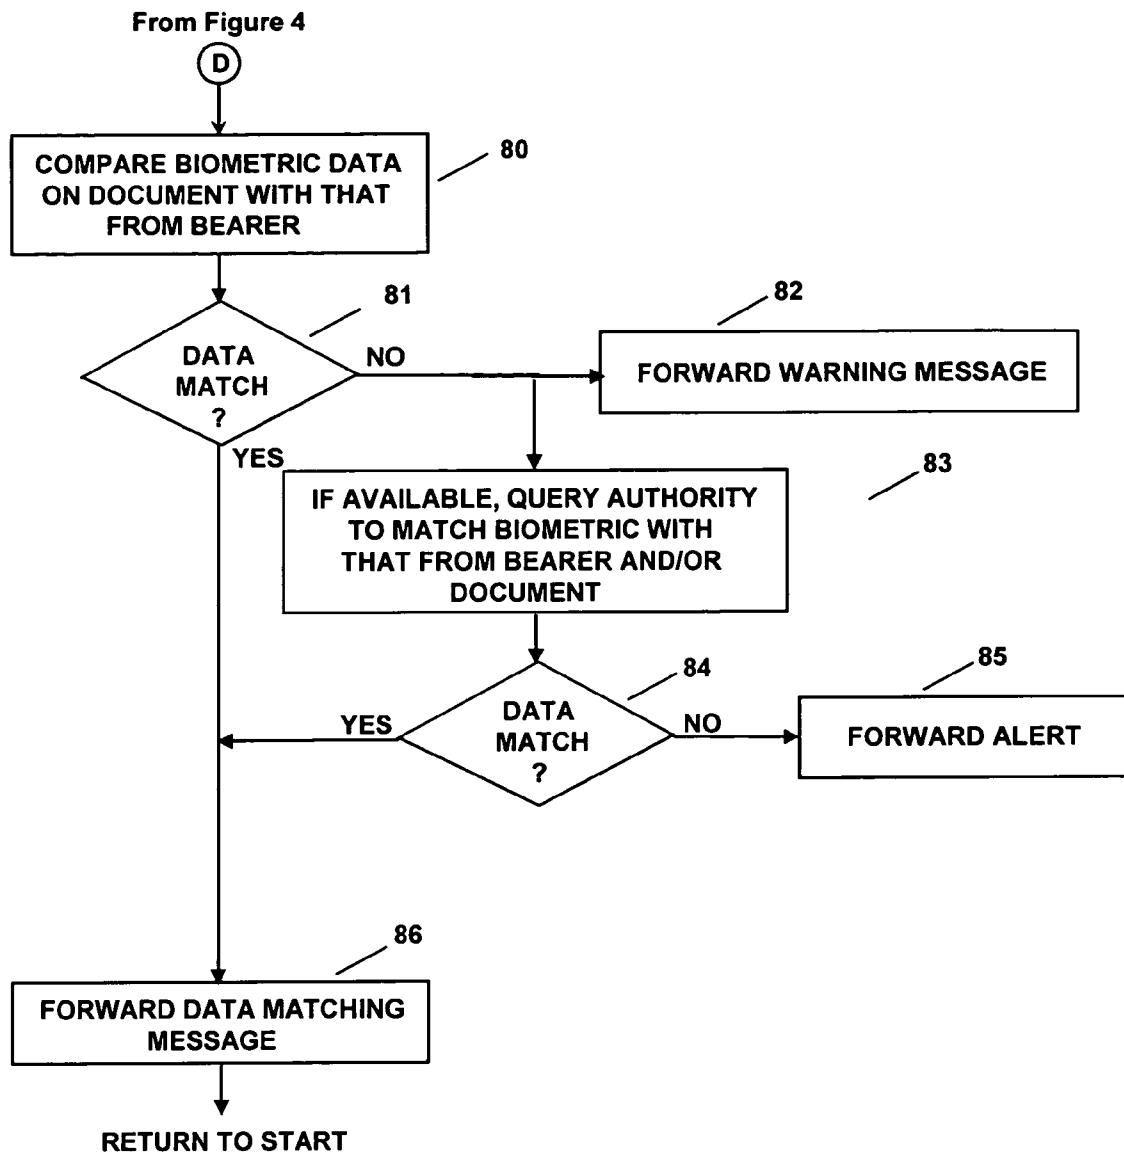 From Figure 4
D
COMPARE BIOMETRIC DATA
ON DOCUMENT WITH THAT
FROM BEARER
80
81
DATA
MATCH
?
NO
YES
82
FORWARD WARNING MESSAGE
83
IF AVAILABLE, QUERY AUTHORITY
TO MATCH BIOMETRIC WITH
THAT FROM BEARER AND/OR
DOCUMENT
84
DATA
MATCH
?
YES
NO
85
FORWARD ALERT
86
FORWARD DATA MATCHING
MESSAGE
RETURN TO START